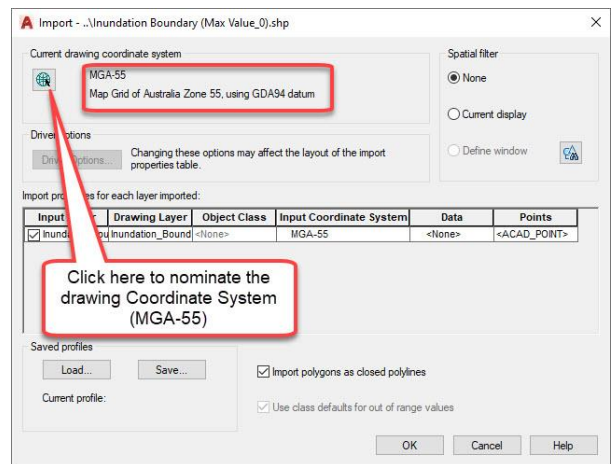 Import - ..\Inundation Boundary (Max Value_0).shp
Current drawing coordinate system
MGA-55
Map Grid of Australia Zone 55, using GDA94 datum
Spatial filter
None
Current display
Define window
Driver options
Driver Options...
Changing these options may affect the layout of the import
properties table.
Import properties for each layer imported:
Input Drawing Layer Object Class Input Coordinate System Data Points
Inundation_Bound <None> MGA-55 <None> <ACAD_POINT>
Click here to nominate the
drawing Coordinate System
(MGA-55)
Saved profiles
Load... Save...
Current profile:
Import polygons as closed polylines
Use class defaults for out of range values
OK Cancel Help